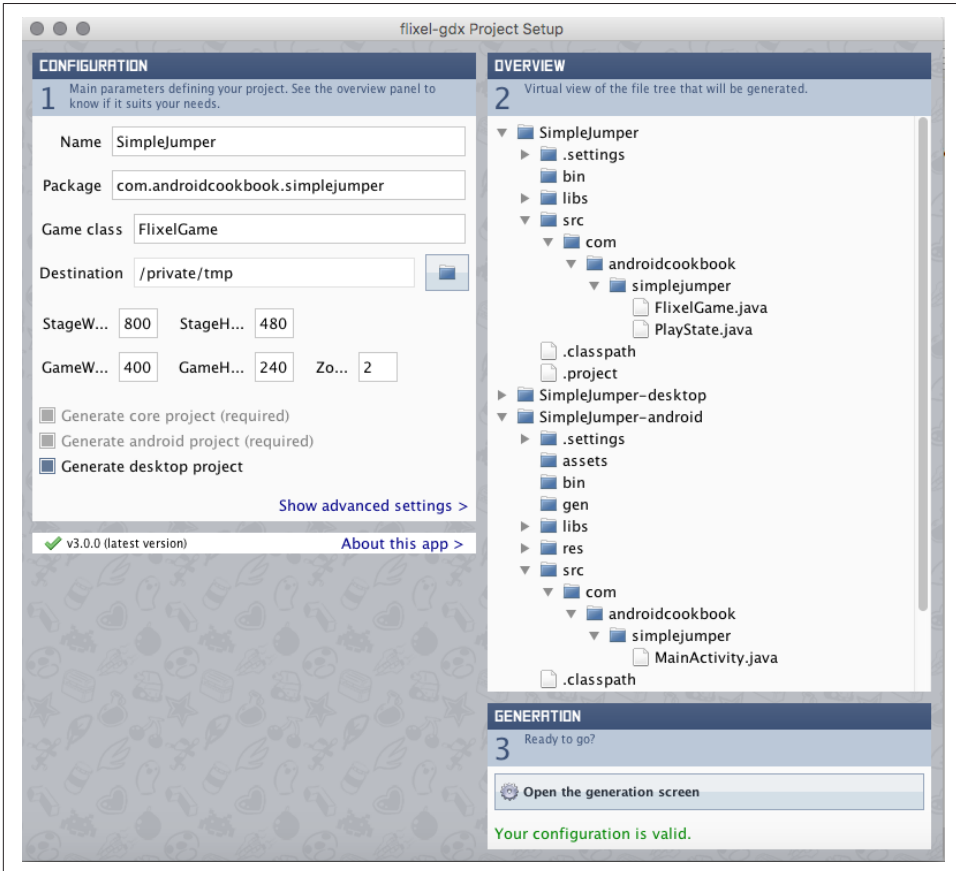 flixel-gdx Project Setup
CONFIGURATION
1 Main parameters defining your project. See the overview panel to
know if it suits your needs.
Name SimpleJumper
Package com.androidcookbook.simplejumper
Game class FlixelGame
Destination /private/tmp
StageW... 800 StageH... 480
GameW... 400 GameH... 240 Zo... 2
Generate core project (required)
Generate android project (required)
Generate desktop project
Show advanced settings >
v3.0.0 (latest version) About this app >
OVERVIEW
2 Virtual view of the file tree that will be generated.
SimpleJumper
.settings
bin
libs
src
com
androidcookbook
simplejumper
FlixelGame.java
PlayState.java
.classpath
.project
SimpleJumper-desktop
SimpleJumper-android
.settings
assets
bin
gen
libs
res
src
com
androidcookbook
simplejumper
MainActivity.java
.classpath
GENERATION
3 Ready to go?
Open the generation screen
Your configuration is valid.